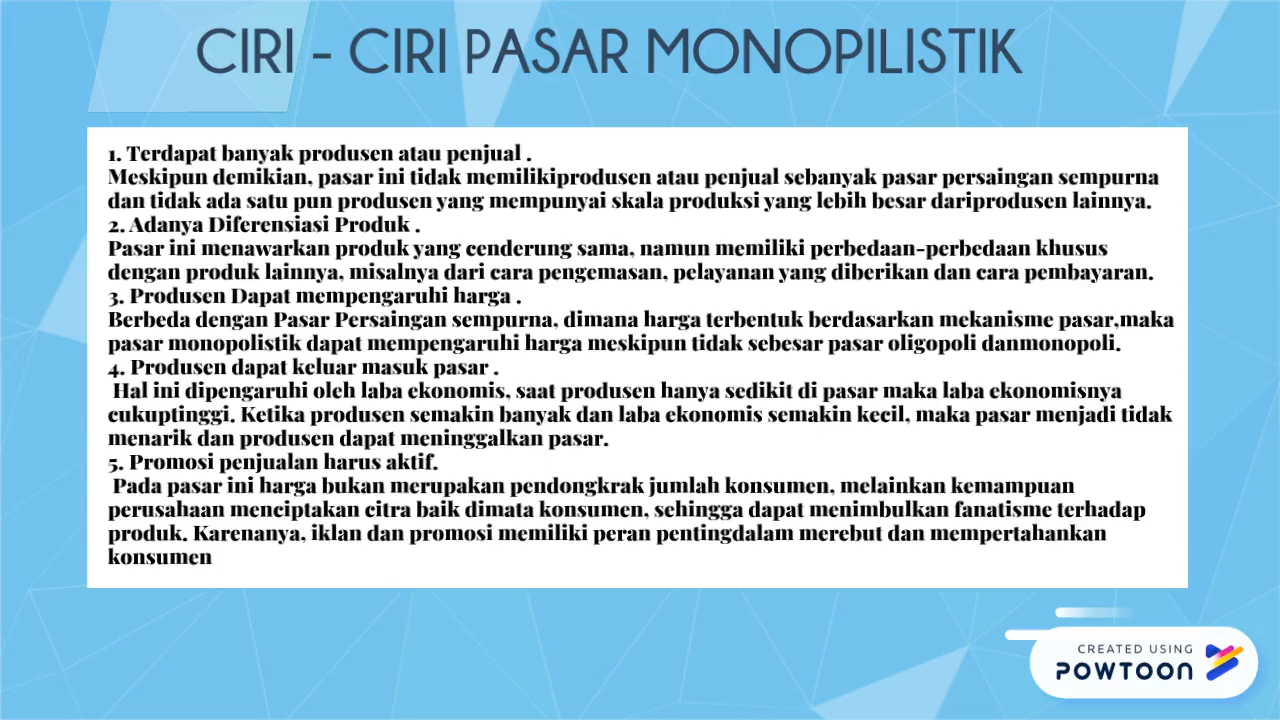 CIRI - CIRI PASAR MONOPILISTIK
1. Terdapat banyak produsen atau penjual .
Meskipun demikian, pasar ini tidak memilikiprodusen atau penjual sebanyak pasar persaingan sempurna
dan tidak ada satu pun produsen yang mempunyai skala produksi yang lebih besar dariprodusen lainnya.
2. Adanya Diferensiasi Produk .
Pasar ini menawarkan produk yang cenderung sama, namun memiliki perbedaan-perbedaan khusus
dengan produk lainnya, misalnya dari cara pengemasan, pelayanan yang diberikan dan cara pembayaran.
3. Produsen Dapat mempengaruhi harga .
Berbeda dengan Pasar Persaingan sempurna, dimana harga terbentuk berdasarkan mekanisme pasar,maka
pasar monopolistik dapat mempengaruhi harga meskipun tidak sebesar pasar oligopoli danmonopoli.
4. Produsen dapat keluar masuk pasar .
Hal ini dipengaruhi oleh laba ekonomis, saat produsen hanya sedikit di pasar maka laba ekonomisnya
cukuptinggi. Ketika produsen semakin banyak dan laba ekonomis semakin kecil, maka pasar menjadi tidak
menarik dan produsen dapat meninggalkan pasar.
5. Promosi penjualan harus aktif.
Pada pasar ini harga bukan merupakan pendongkrak jumlah konsumen, melainkan kemampuan
perusahaan menciptakan citra baik dimata konsumen, sehingga dapat menimbulkan fanatisme terhadap
produk. Karenanya, iklan dan promosi memiliki peran pentingdalam merebut dan mempertahankan
konsumen
CREATED USING
POWTOON